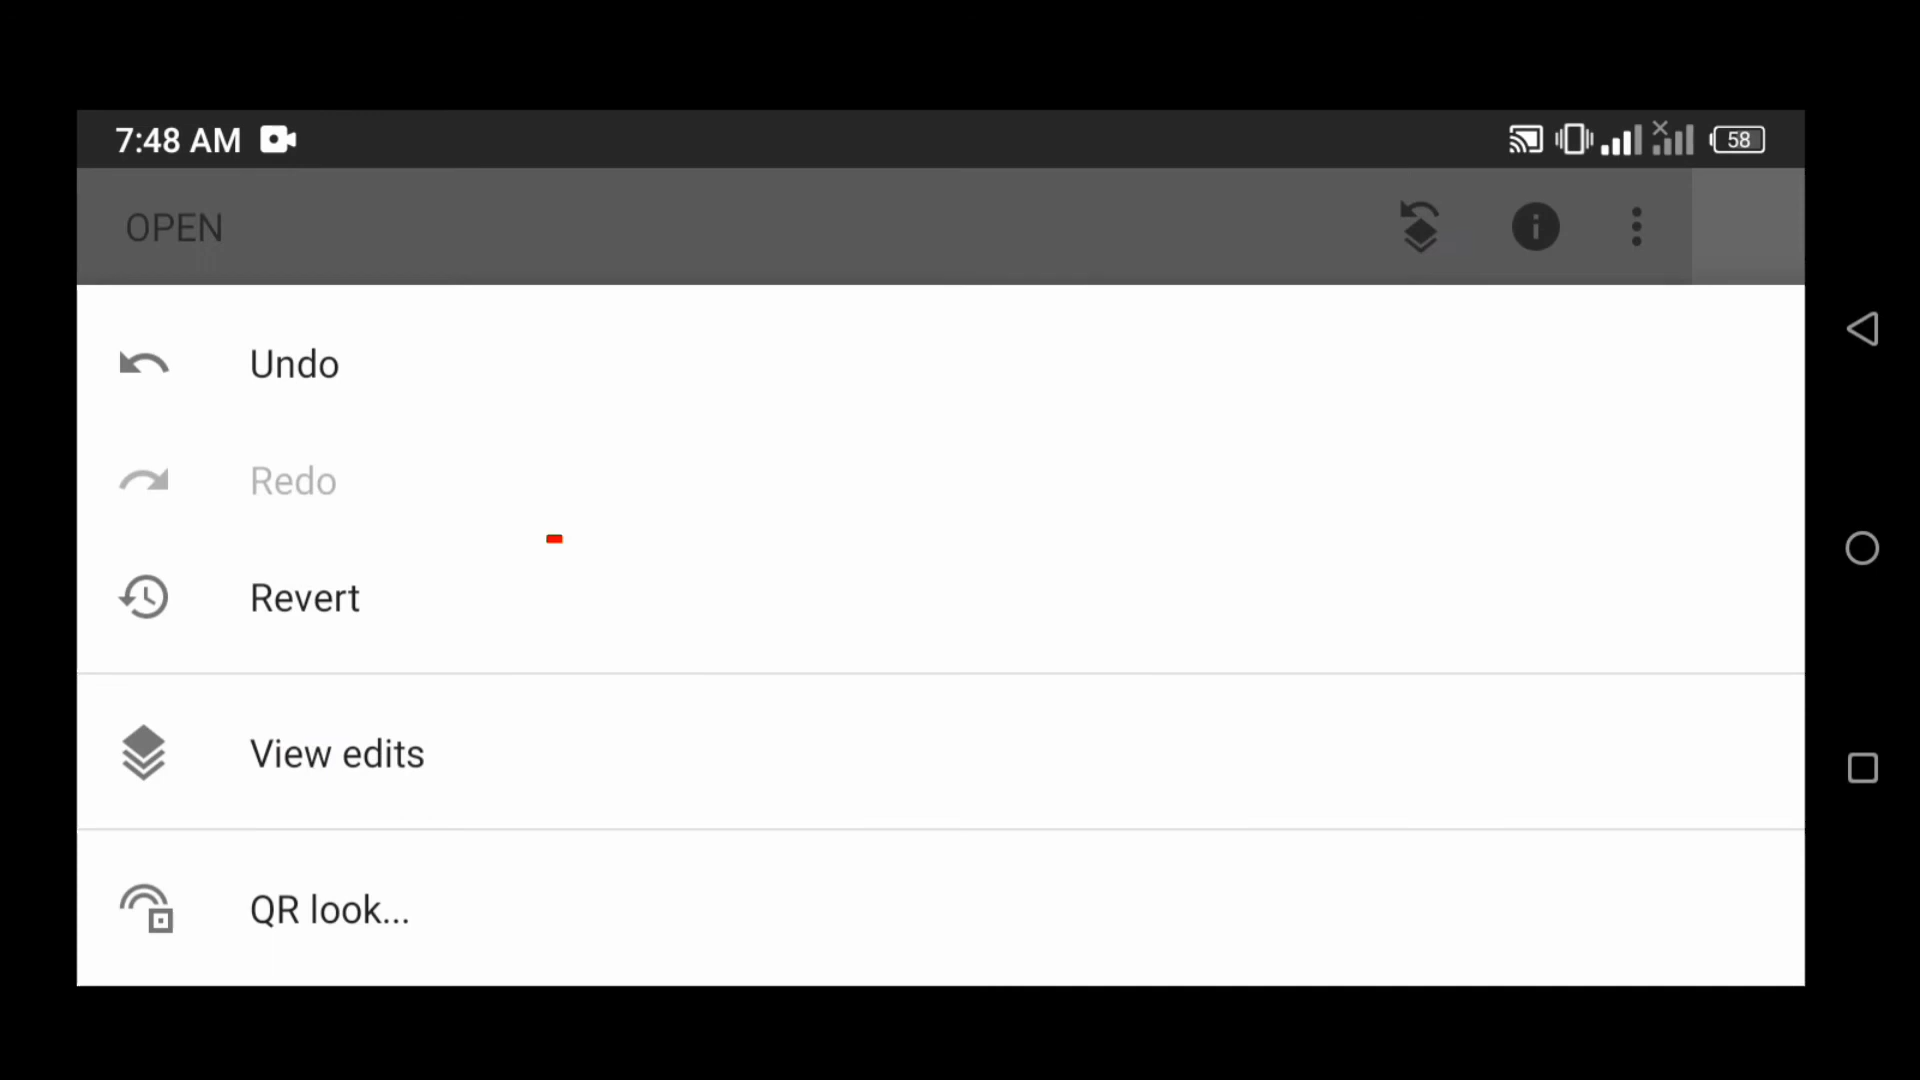 7:48 AM
58
OPEN
Undo
Redo
Revert
View edits
QR look...